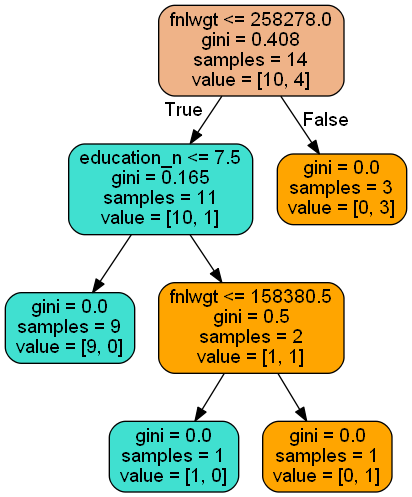 fnlwgt <= 258278.0
gini = 0.408
samples = 14
value = [10, 4]
True
False
education_n <= 7.5
gini = 0.165
samples = 11
value = [10, 1]
gini = 0.0
samples = 3
value = [0, 3]
gini = 0.0
samples = 9
value = [9, 0]
fnlwgt <= 158380.5
gini = 0.5
samples = 2
value = [1, 1]
gini = 0.0
samples = 1
value = [1, 0]
gini = 0.0
samples = 1
value = [0, 1]